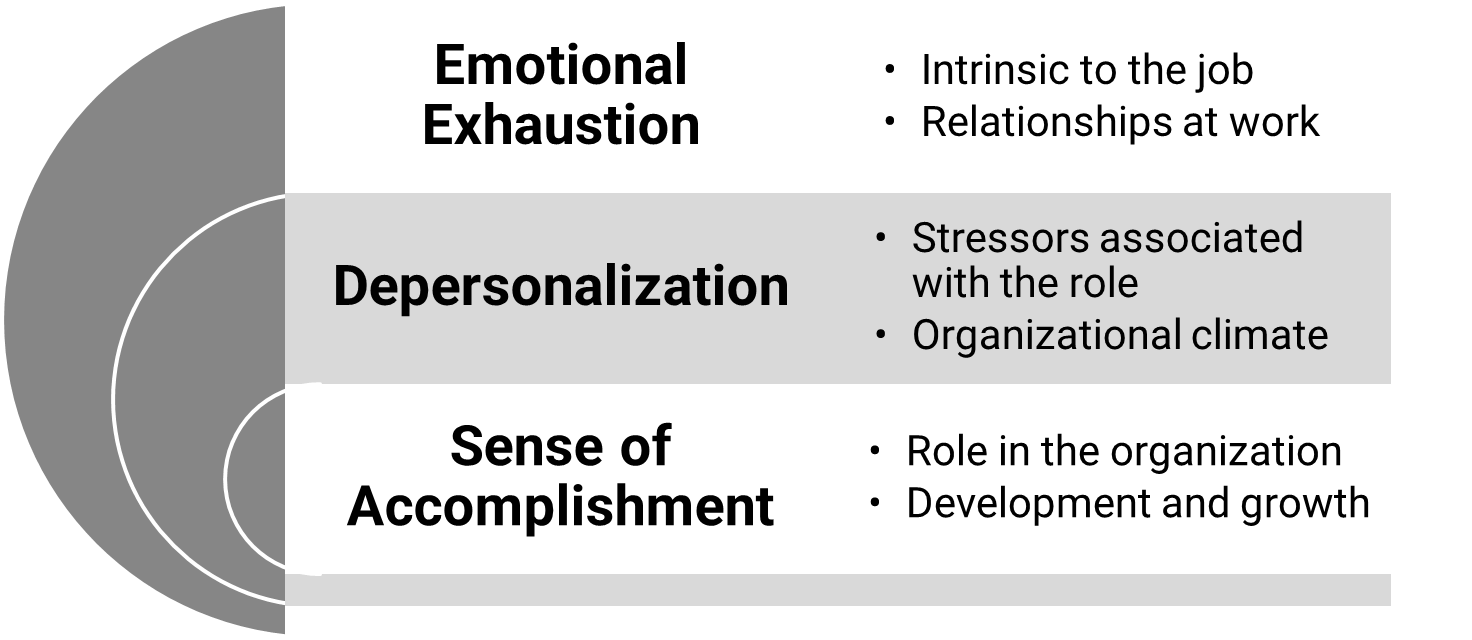 Emotional
Exhaustion
• Intrinsic to the job
• Relationships at work
Depersonalization
• Stressors associated
with the role
• Organizational climate
Sense of
Accomplishment
• Role in the organization
• Development and growth